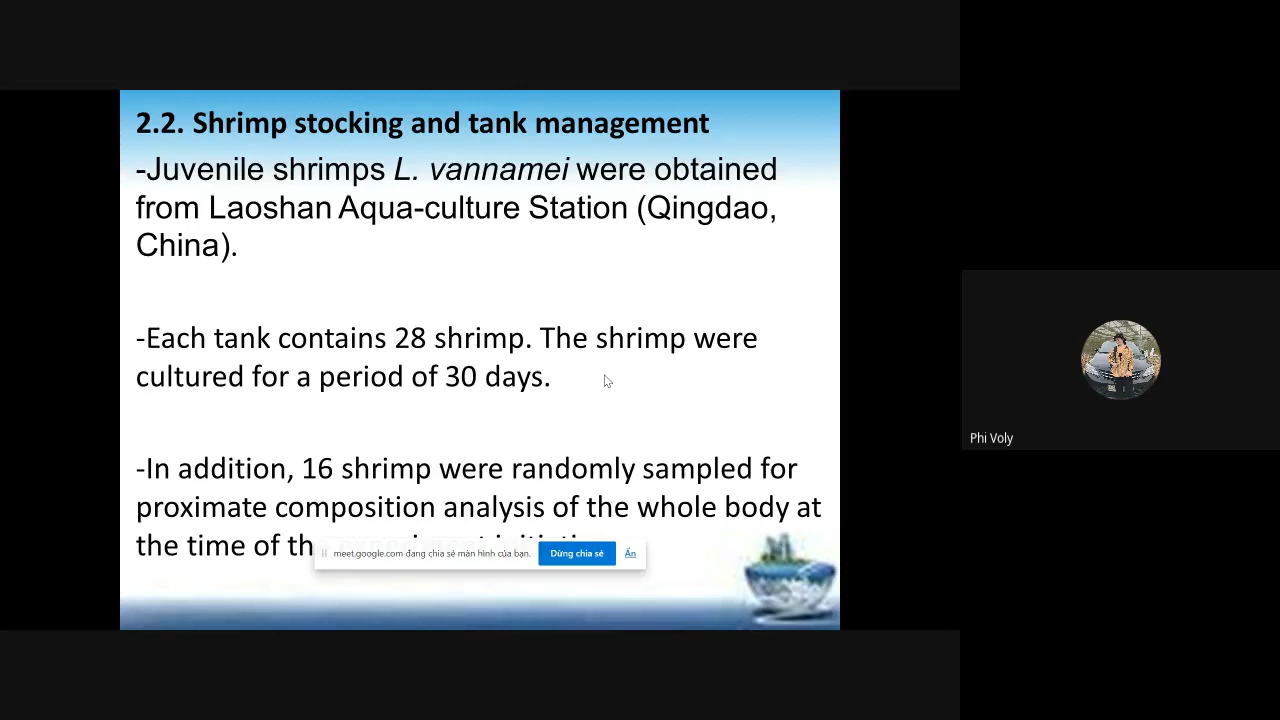 2.2. Shrimp stocking and tank management
-Juvenile shrimps L. vannamei were obtained
from Laoshan Aqua-culture Station (Qingdao,
China).
-Each tank contains 28 shrimp. The shrimp were
cultured for a period of 30 days.
-In addition, 16 shrimp were randomly sampled for
proximate composition analysis of the whole body at
the time of
meet.google.com đang chia sẻ màn hình của bạn. Dừng chia sẻ Ẩn
Phi Voly